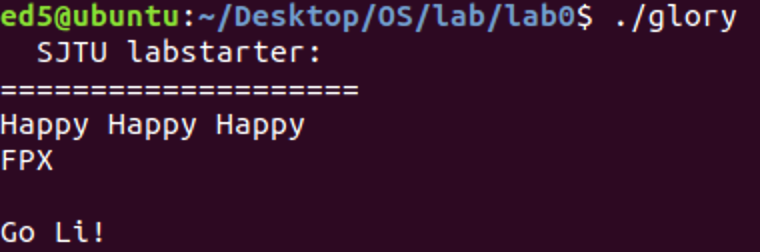 ed5@ubuntu:~/Desktop/OS/lab/lab0$ ./glory
SJTU labstarter:
====================
Happy Happy Happy
FPX
Go Li!